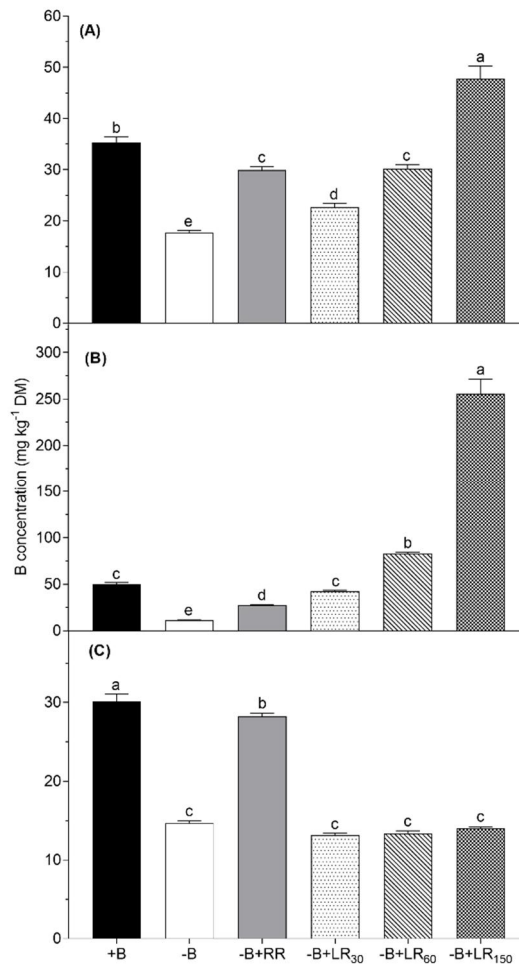 (A)
60
50
40
30
20
10
0
b
e
c
d
c
a
(B)
300
250
200
150
100
50
0
c
e
d
c
b
a
B concentration (mg kg⁻¹ DM)
(C)
30
20
10
0
a
c
b
c
c
c
+B -B -B+RR -B+LR₃₀ -B+LR₆₀ -B+LR₁₅₀